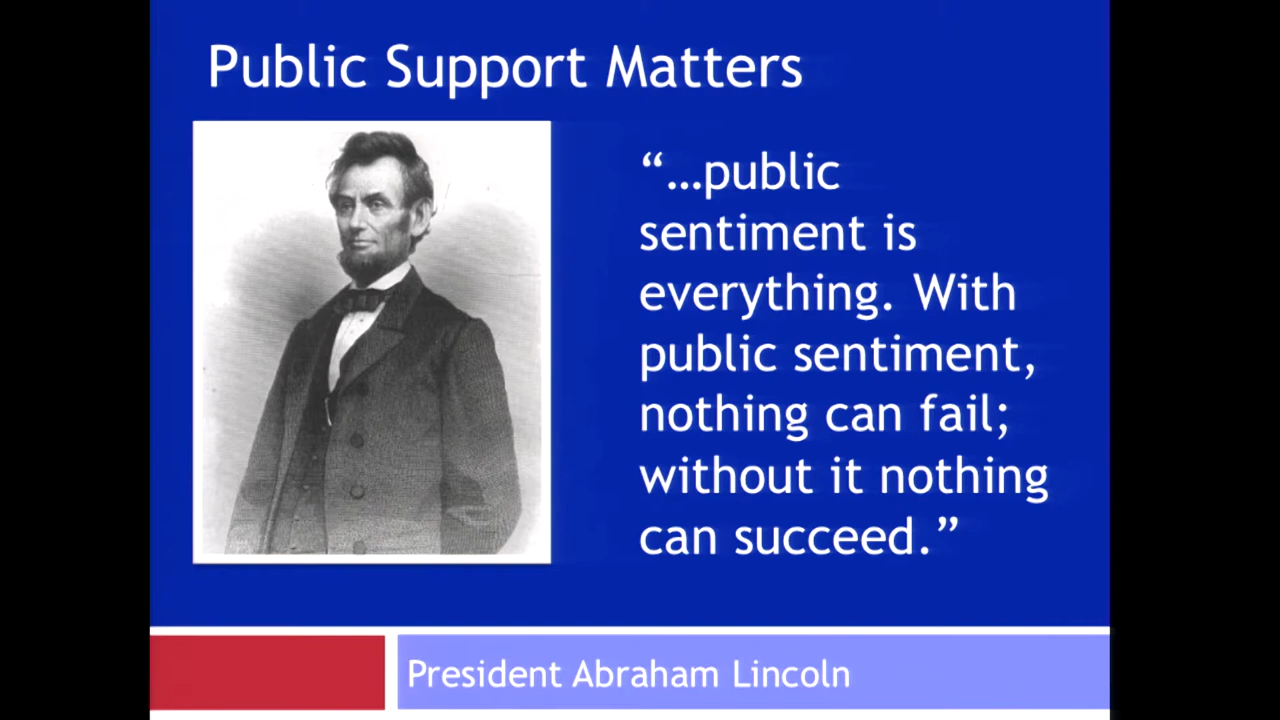 Public Support Matters
“…public
sentiment is
everything. With
public sentiment,
nothing can fail;
without it nothing
can succeed.”
President Abraham Lincoln